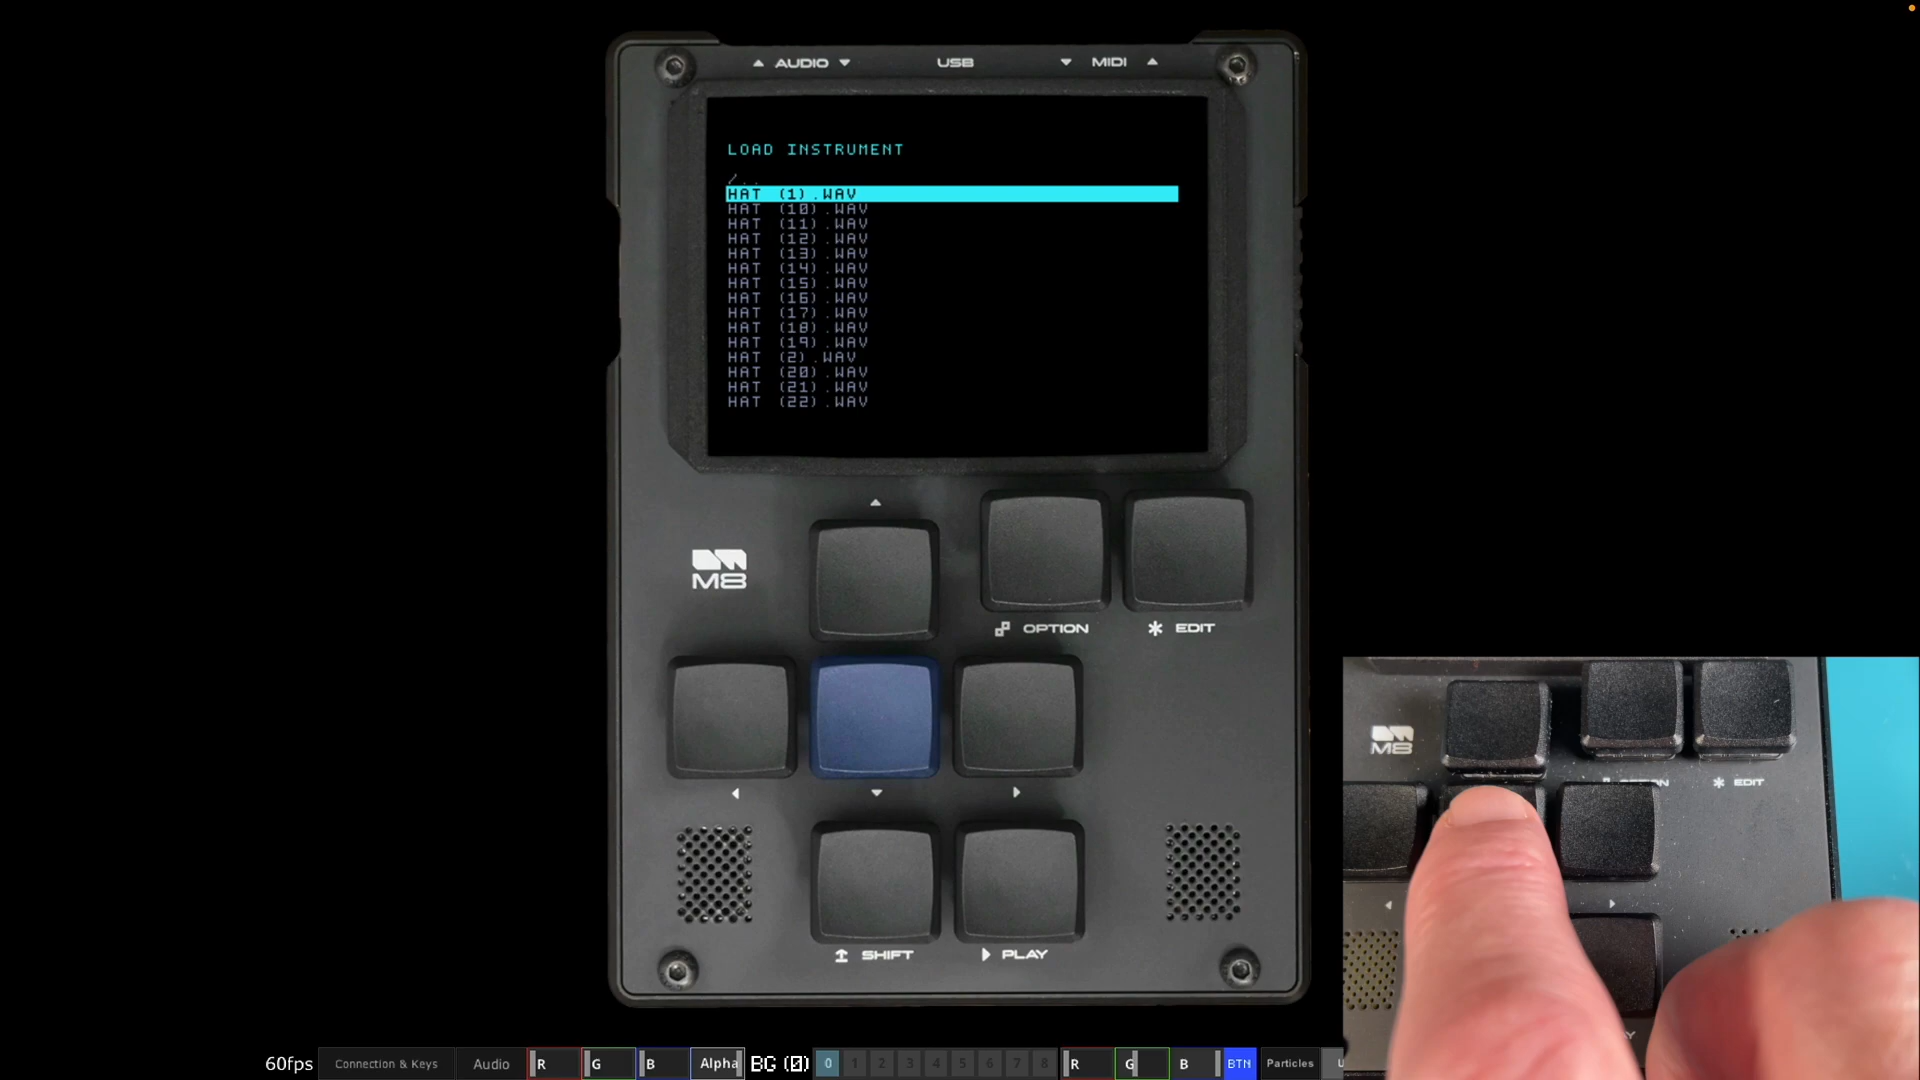 AUDIO USB MIDI
LOAD INSTRUMENT
/..
HAT (1).WAV
HAT (10).WAV
HAT (11).WAV
HAT (12).WAV
HAT (13).WAV
HAT (14).WAV
HAT (15).WAV
HAT (16).WAV
HAT (17).WAV
HAT (18).WAV
HAT (19).WAV
HAT (2).WAV
HAT (20).WAV
HAT (21).WAV
HAT (22).WAV
M8
OPTION EDIT
SHIFT PLAY
M8
EDIT
60fps Connection & Keys Audio R G B Alpha BG (0) 0 1 2 3 4 5 6 7 8 R G B BTN Particles